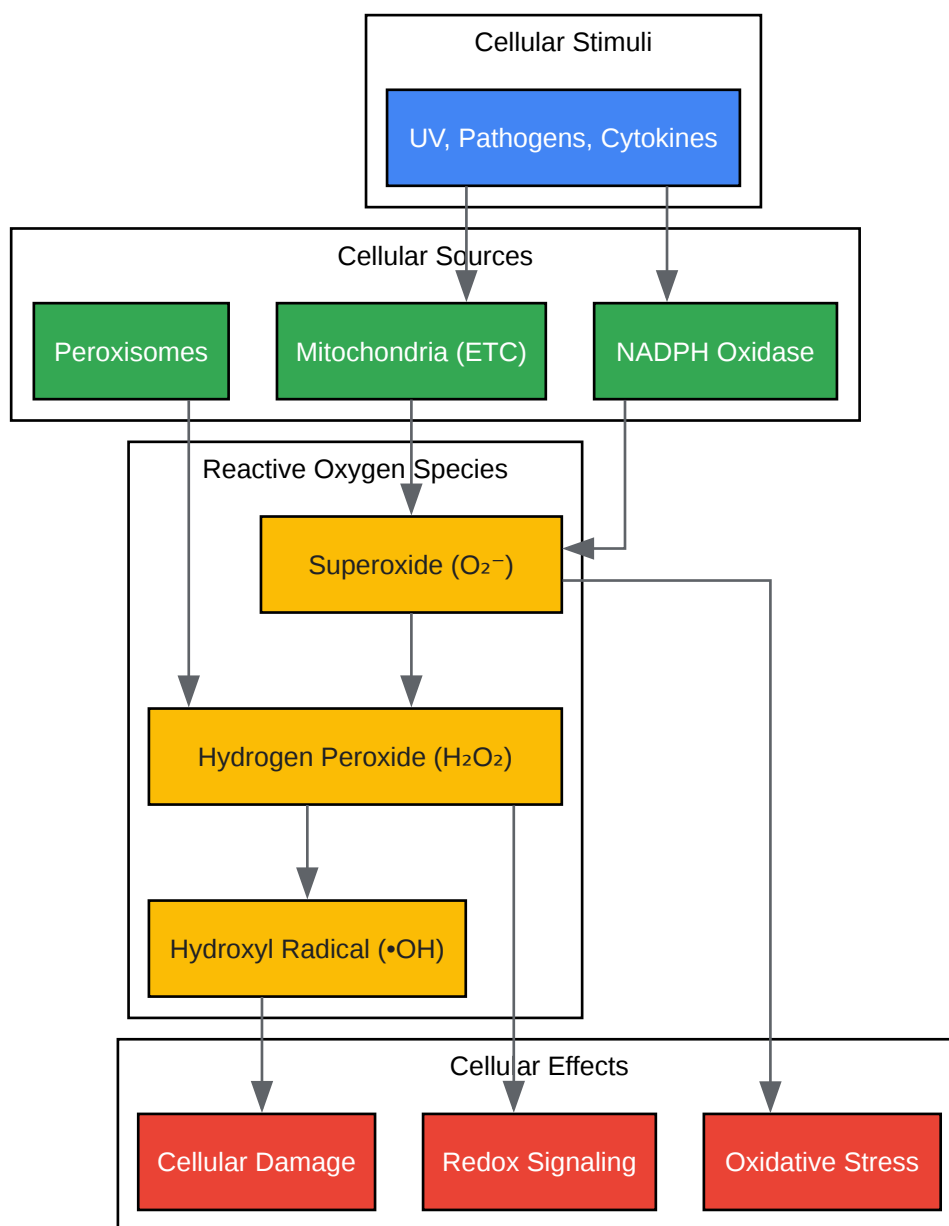 Cellular Stimuli
UV, Pathogens, Cytokines
Cellular Sources
Peroxisomes
Mitochondria (ETC)
NADPH Oxidase
Reactive Oxygen Species
Superoxide (O₂⁻)
Hydrogen Peroxide (H₂O₂)
Hydroxyl Radical (•OH)
Cellular Effects
Cellular Damage
Redox Signaling
Oxidative Stress